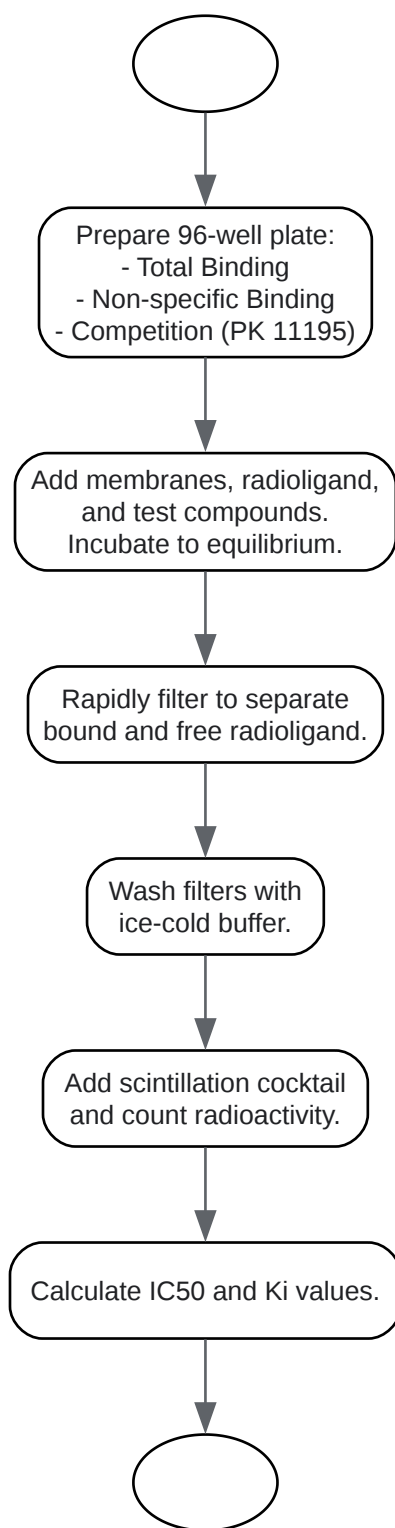 Prepare 96-well plate:
- Total Binding
- Non-specific Binding
- Competition (PK 11195)
Add membranes, radioligand,
and test compounds.
Incubate to equilibrium.
Rapidly filter to separate
bound and free radioligand.
Wash filters with
ice-cold buffer.
Add scintillation cocktail
and count radioactivity.
Calculate IC50 and Ki values.